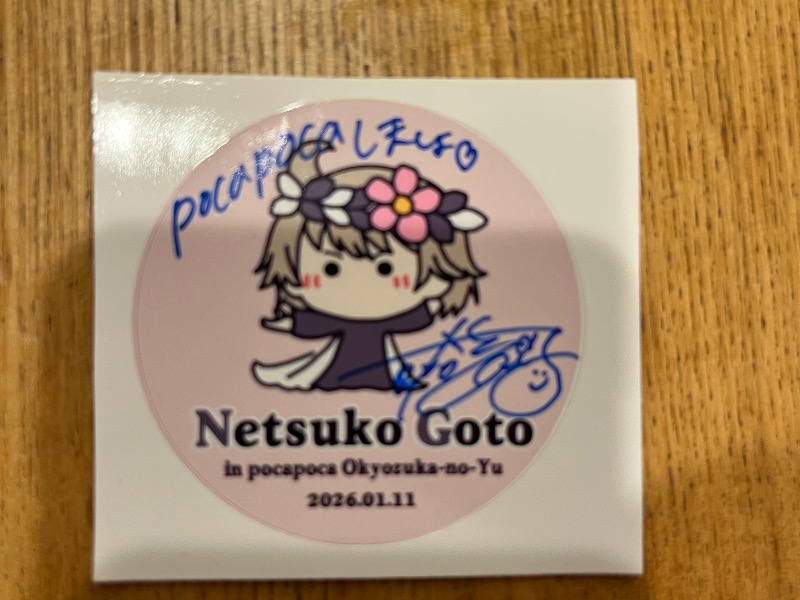 pocapocaしましょ♡
Netsuko Goto
in pocapoca Okyozuka-no-Yu
2026.01.11